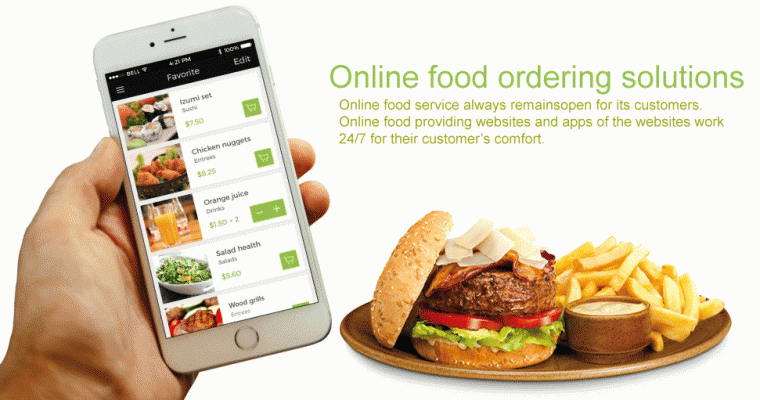 BELL 4:21 PM 100%
Favorite Edit
Izumi set
Sushi
$7.50
Chicken nuggets
Entrees
$8.25
Orange juice
Drinks
$1.50 × 2
Salad health
Salads
$5.60
Wood grills
Entrees
Online food ordering solutions
Online food service always remainsopen for its customers.
Online food providing websites and apps of the websites work
24/7 for their customer's comfort.